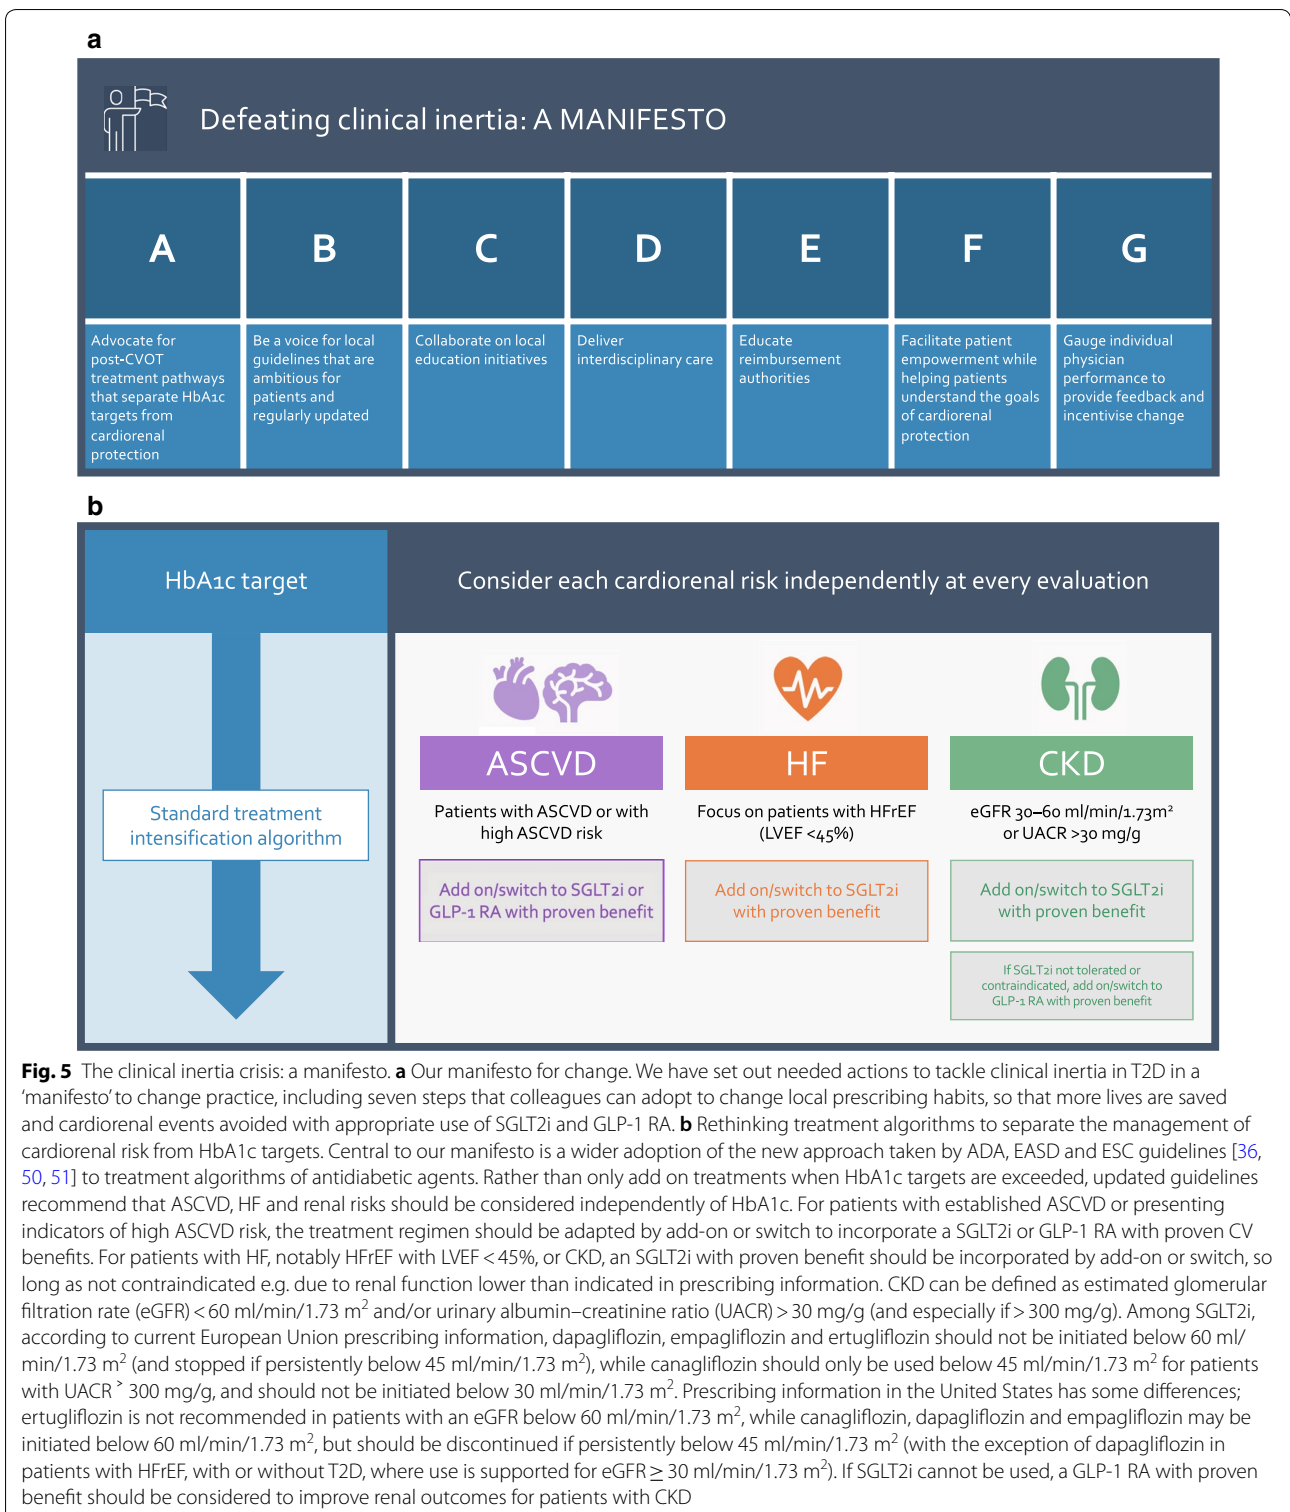 a
Defeating clinical inertia: A MANIFESTO
A
B
C
D
E
F
G
Advocate for
post-CVOT
treatment pathways
that separate HbA1c
targets from
cardiorenal
protection
Be a voice for local
guidelines that are
ambitious for
patients and
regularly updated
Collaborate on local
education initiatives
Deliver
interdisciplinary care
Educate
reimbursement
authorities
Facilitate patient
empowerment while
helping patients
understand the goals
of cardiorenal
protection
Gauge individual
physician
performance to
provide feedback and
incentivise change
b
HbA1c target
Consider each cardiorenal risk independently at every evaluation
Standard treatment
intensification algorithm
ASCVD
Patients with ASCVD or with
high ASCVD risk
Add on/switch to SGLT2i or
GLP-1 RA with proven benefit
HF
Focus on patients with HFrEF
(LVEF <45%)
Add on/switch to SGLT2i
with proven benefit
CKD
eGFR 30–60 ml/min/1.73m²
or UACR >30 mg/g
Add on/switch to SGLT2i
with proven benefit
If SGLT2i not tolerated or
contraindicated, add on/switch to
GLP-1 RA with proven benefit
Fig. 5 The clinical inertia crisis: a manifesto. a Our manifesto for change. We have set out needed actions to tackle clinical inertia in T2D in a
‘manifesto’ to change practice, including seven steps that colleagues can adopt to change local prescribing habits, so that more lives are saved
and cardiorenal events avoided with appropriate use of SGLT2i and GLP-1 RA. b Rethinking treatment algorithms to separate the management of
cardiorenal risk from HbA1c targets. Central to our manifesto is a wider adoption of the new approach taken by ADA, EASD and ESC guidelines [36,
50, 51] to treatment algorithms of antidiabetic agents. Rather than only add on treatments when HbA1c targets are exceeded, updated guidelines
recommend that ASCVD, HF and renal risks should be considered independently of HbA1c. For patients with established ASCVD or presenting
indicators of high ASCVD risk, the treatment regimen should be adapted by add-on or switch to incorporate a SGLT2i or GLP-1 RA with proven CV
benefits. For patients with HF, notably HFrEF with LVEF < 45%, or CKD, an SGLT2i with proven benefit should be incorporated by add-on or switch, so
long as not contraindicated e.g. due to renal function lower than indicated in prescribing information. CKD can be defined as estimated glomerular
filtration rate (eGFR) < 60 ml/min/1.73 m² and/or urinary albumin–creatinine ratio (UACR) > 30 mg/g (and especially if > 300 mg/g). Among SGLT2i,
according to current European Union prescribing information, dapagliflozin, empagliflozin and ertugliflozin should not be initiated below 60 ml/
min/1.73 m² (and stopped if persistently below 45 ml/min/1.73 m²), while canagliflozin should only be used below 45 ml/min/1.73 m² for patients
with UACR > 300 mg/g, and should not be initiated below 30 ml/min/1.73 m². Prescribing information in the United States has some differences;
ertugliflozin is not recommended in patients with an eGFR below 60 ml/min/1.73 m², while canagliflozin, dapagliflozin and empagliflozin may be
initiated below 60 ml/min/1.73 m², but should be discontinued if persistently below 45 ml/min/1.73 m² (with the exception of dapagliflozin in
patients with HFrEF, with or without T2D, where use is supported for eGFR ≥ 30 ml/min/1.73 m²). If SGLT2i cannot be used, a GLP-1 RA with proven
benefit should be considered to improve renal outcomes for patients with CKD